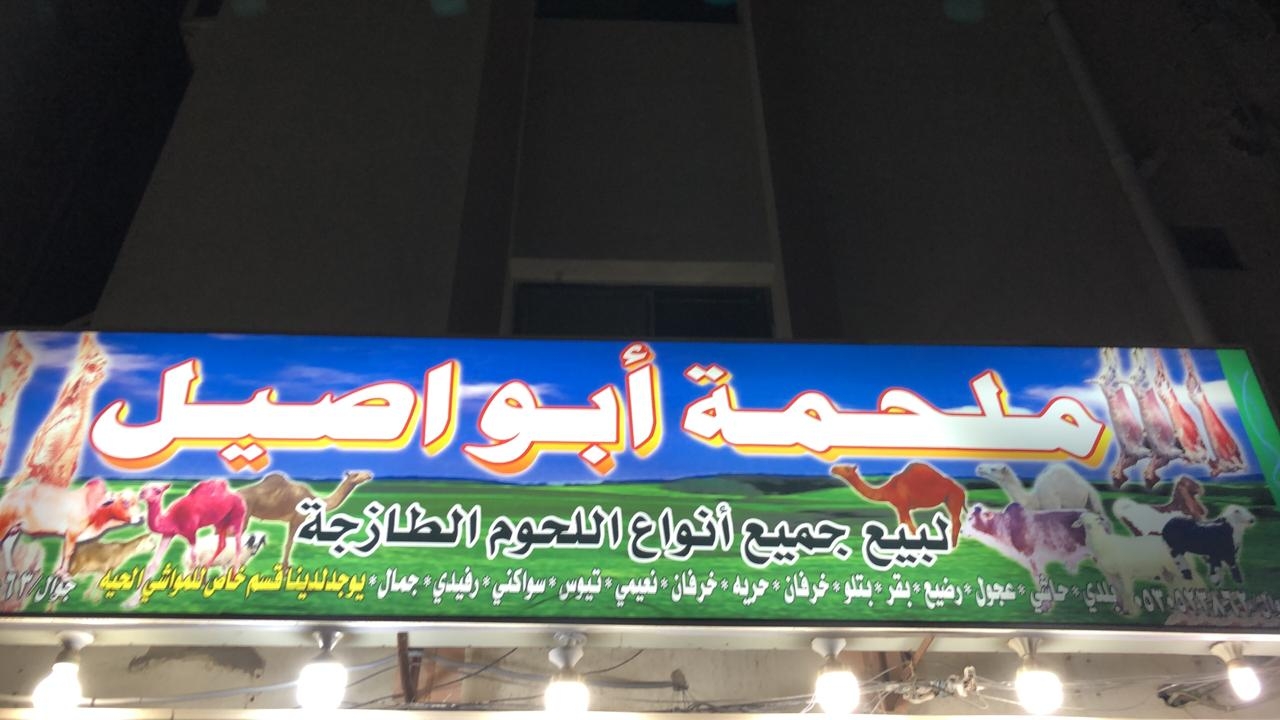 ملحمة أبو اصيل
لبيع جميع أنواع اللحوم الطازجة
بلدي * حاشي * عجول * رضيع * بقر * بتلو * خرفان * حريه * خرفان * نعيمي * تيوس * سواكني * رفيدي * جمال * يوجد لدينا قسم خاص للمواشي الحيه
جوال/